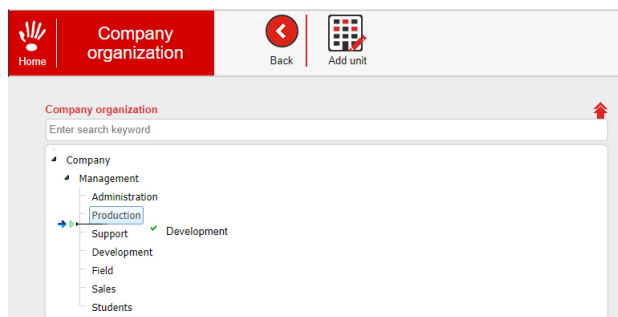 Company
organization
Home
Back
Add unit
Company organization
Enter search keyword
Company
Management
Administration
Production
Support
Development
Development
Field
Sales
Students